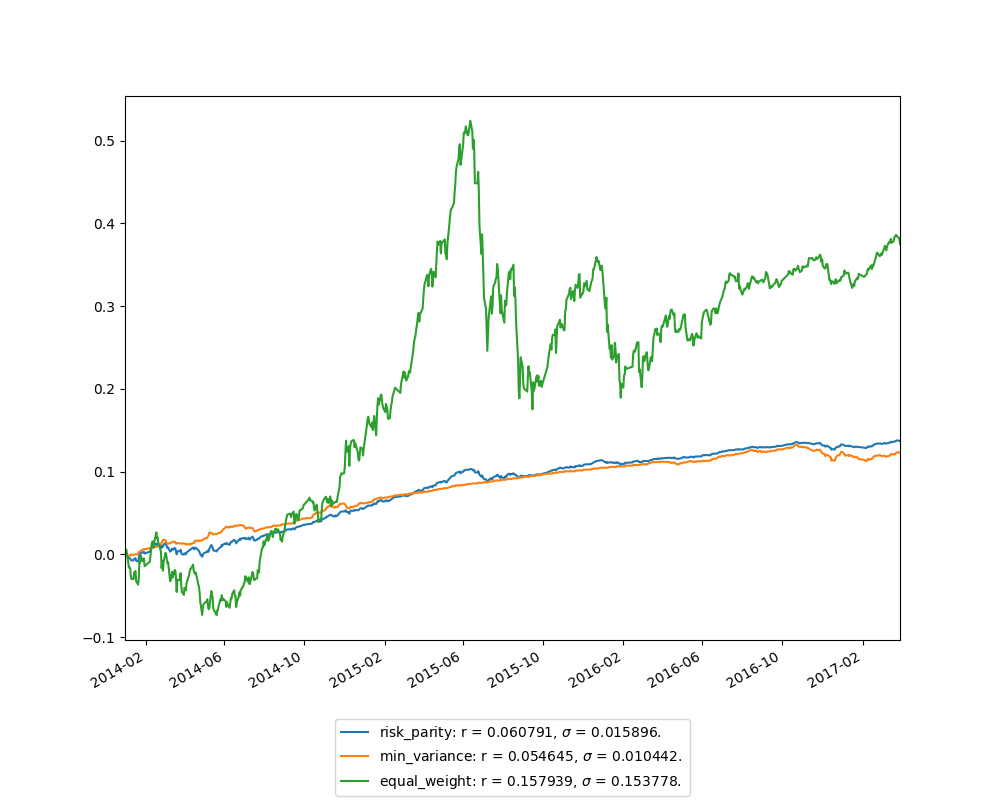 0.5
0.4
0.3
0.2
0.1
0.0
−0.1
2014-02 2014-06 2014-10 2015-02 2015-06 2015-10 2016-02 2016-06 2016-10 2017-02
risk_parity: r = 0.060791, σ = 0.015896.
min_variance: r = 0.054645, σ = 0.010442.
equal_weight: r = 0.157939, σ = 0.153778.